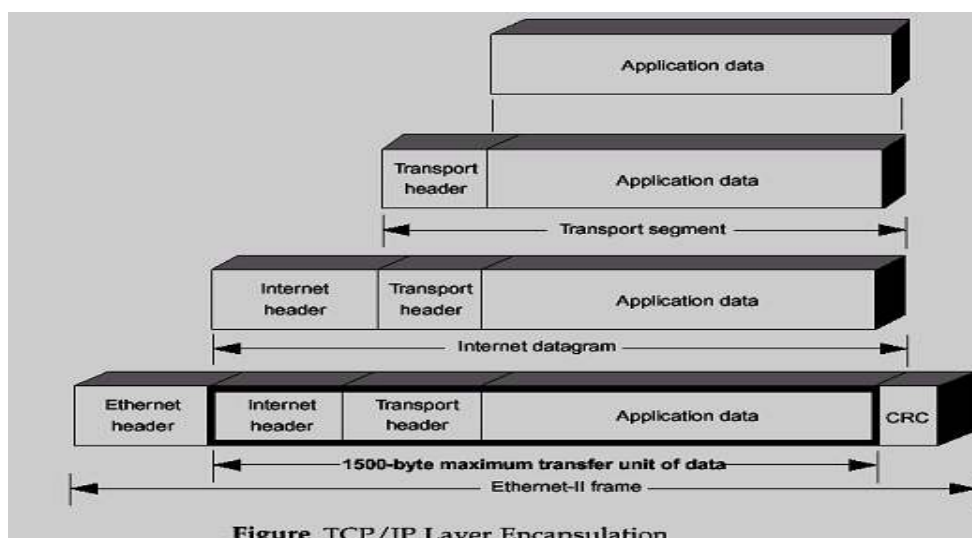 Application data
Transport header
Application data
Transport segment
Internet header
Transport header
Application data
Internet datagram
Ethernet header
Internet header
Transport header
Application data
CRC
1500-byte maximum transfer unit of data
Ethernet-II frame
Figure TCP/IP Layer Encapsulation